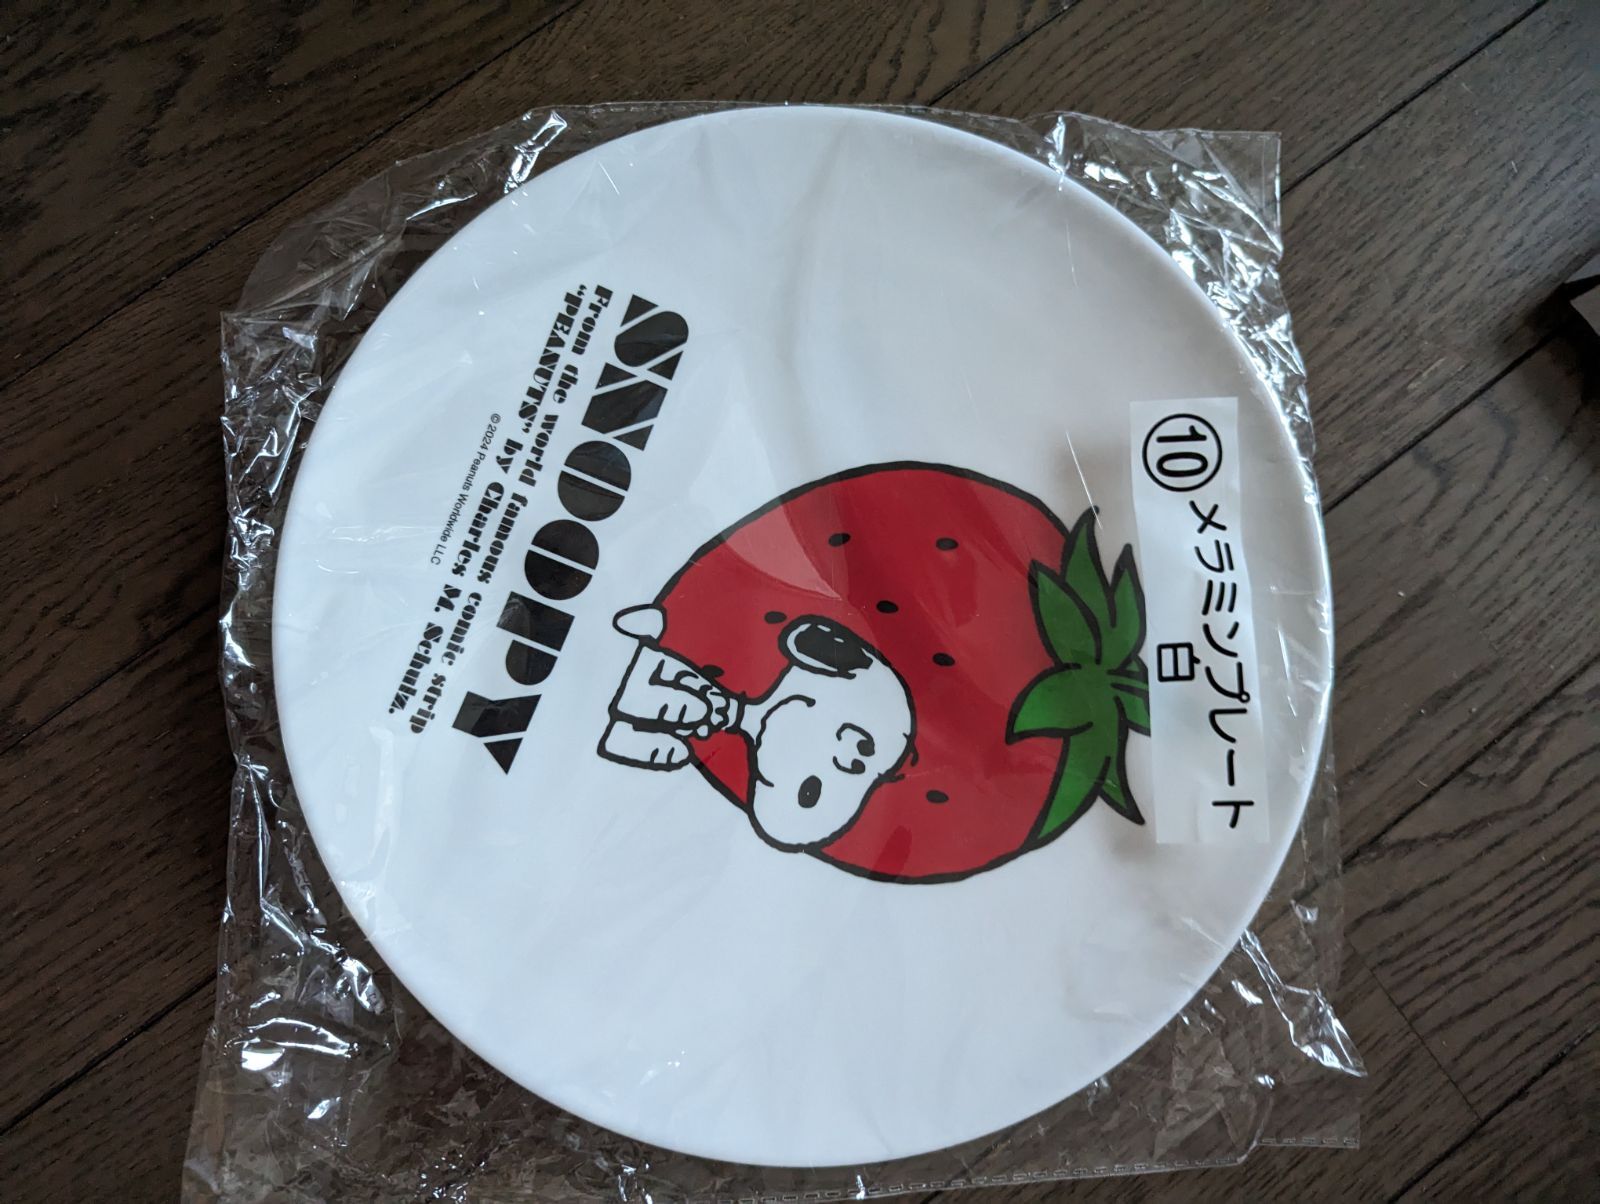 ⑩メラミンプレート
白
SNOOPY
From the world famous comic strip
“PEANUTS” by Charles M. Schulz.
© 2024 Peanuts Worldwide LLC